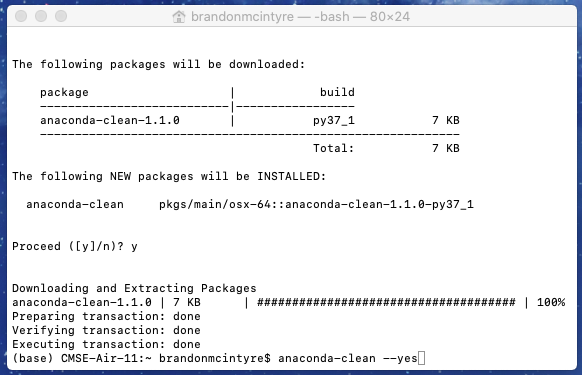 brandonmcintyre — -bash — 80×24
The following packages will be downloaded:
package | build
---------------------------|-----------------
anaconda-clean-1.1.0 | py37_1 7 KB
------------------------------------------------------------
Total: 7 KB
The following NEW packages will be INSTALLED:
anaconda-clean pkgs/main/osx-64::anaconda-clean-1.1.0-py37_1
Proceed ([y]/n)? y
Downloading and Extracting Packages
anaconda-clean-1.1.0 | 7 KB | ##################################### | 100%
Preparing transaction: done
Verifying transaction: done
Executing transaction: done
(base) CMSE-Air-11:~ brandonmcintyre$ anaconda-clean --yes